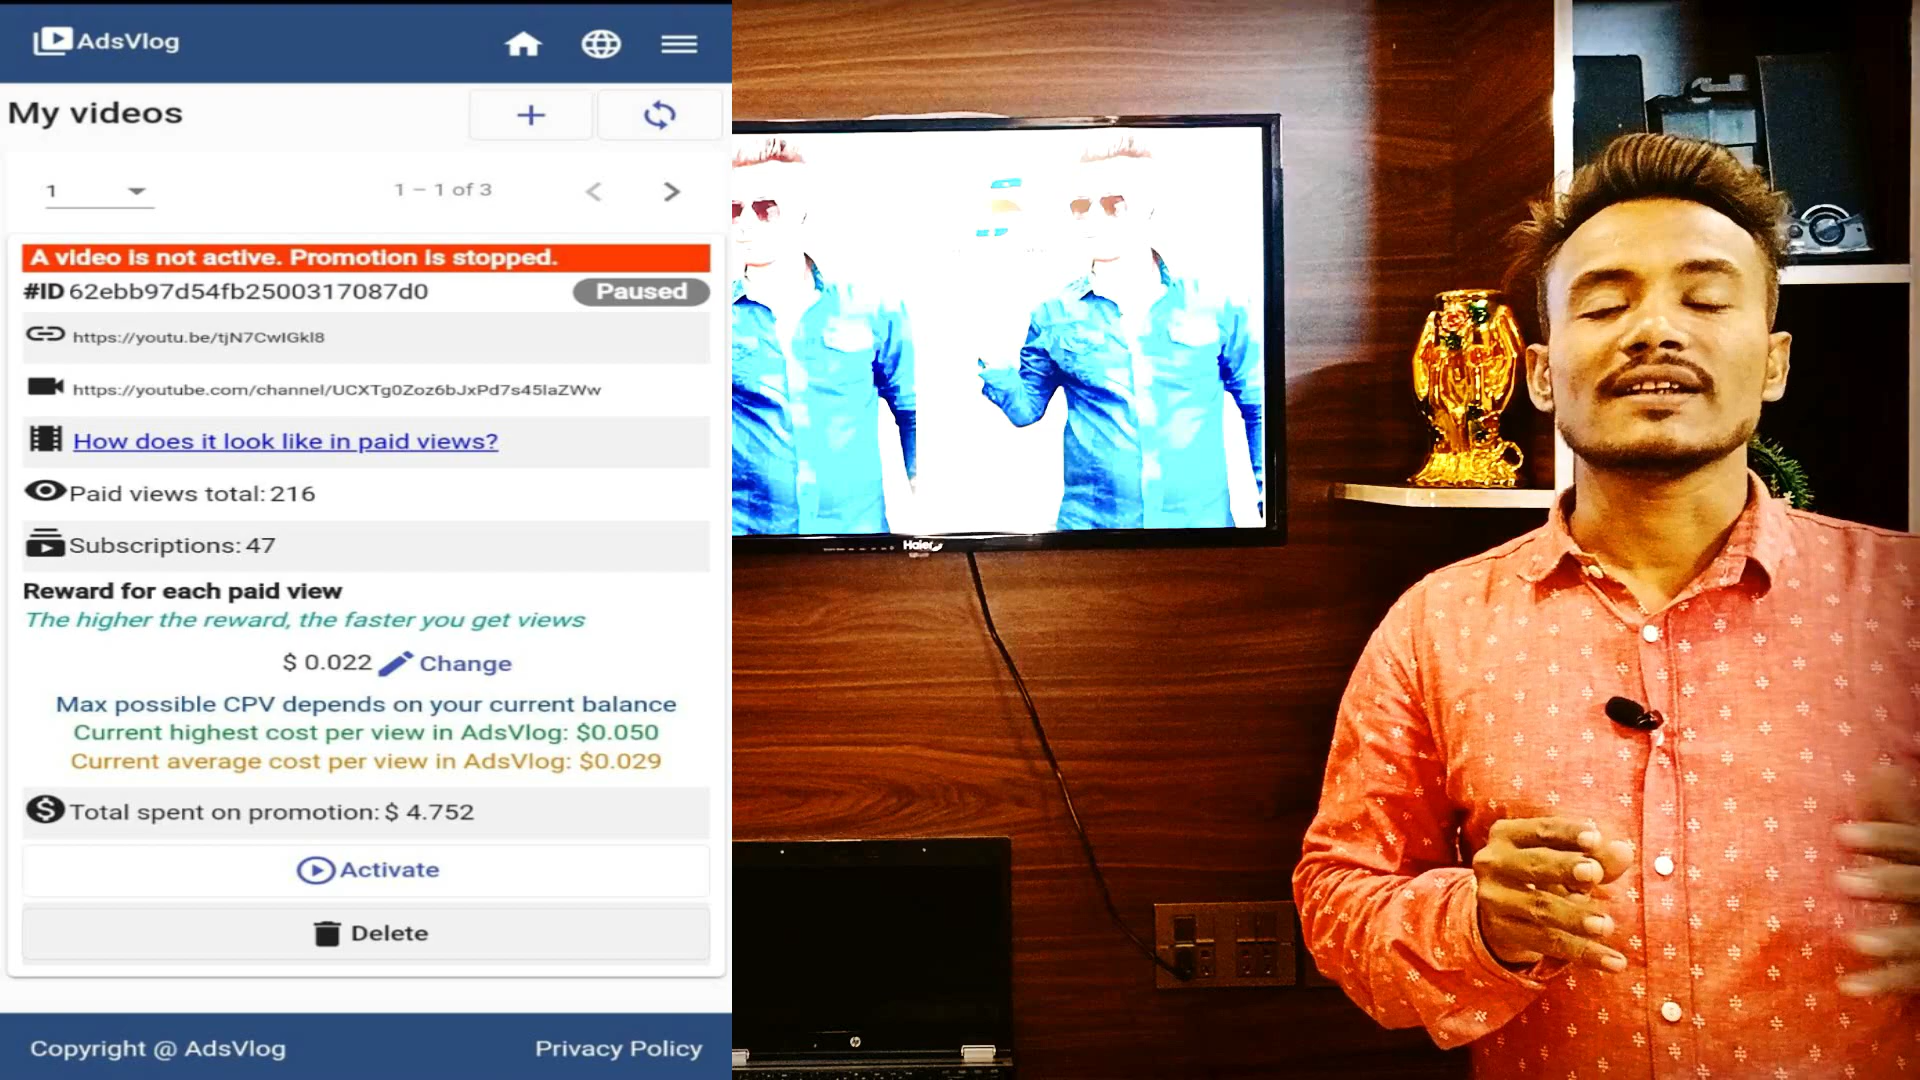 AdsVlog
My videos
1
1 – 1 of 3
A video is not active. Promotion is stopped.
#ID 62ebb97d54fb2500317087d0
Paused
https://youtu.be/tjN7CwIGkl8
https://youtube.com/channel/UCXTg0Zoz6bJxPd7s45IaZWw
How does it look like in paid views?
Paid views total: 216
Subscriptions: 47
Reward for each paid view
The higher the reward, the faster you get views
$ 0.022 Change
Max possible CPV depends on your current balance
Current highest cost per view in AdsVlog: $0.050
Current average cost per view in AdsVlog: $0.029
Total spent on promotion: $ 4.752
Activate
Delete
Copyright @ AdsVlog
Privacy Policy
Haier
hp